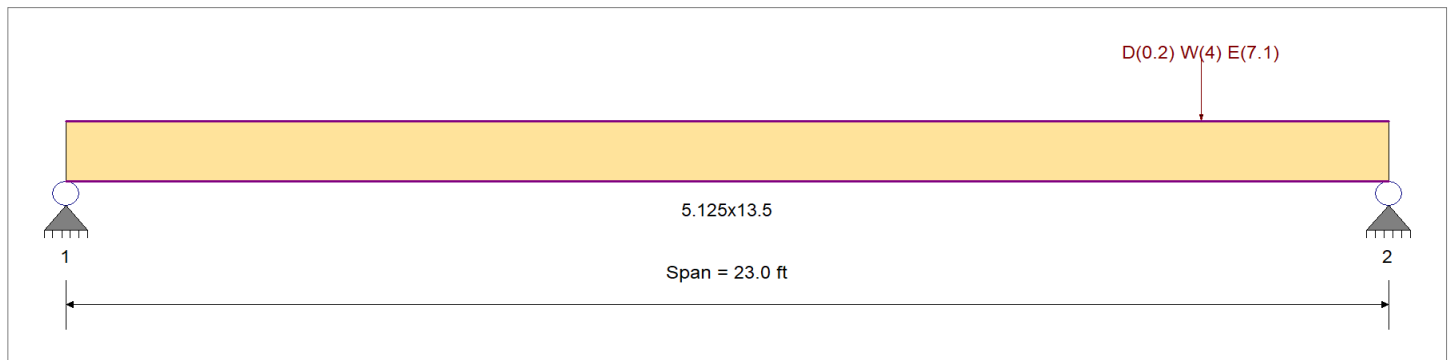 D(0.2) W(4) E(7.1)
5.125x13.5
1
2
Span = 23.0 ft